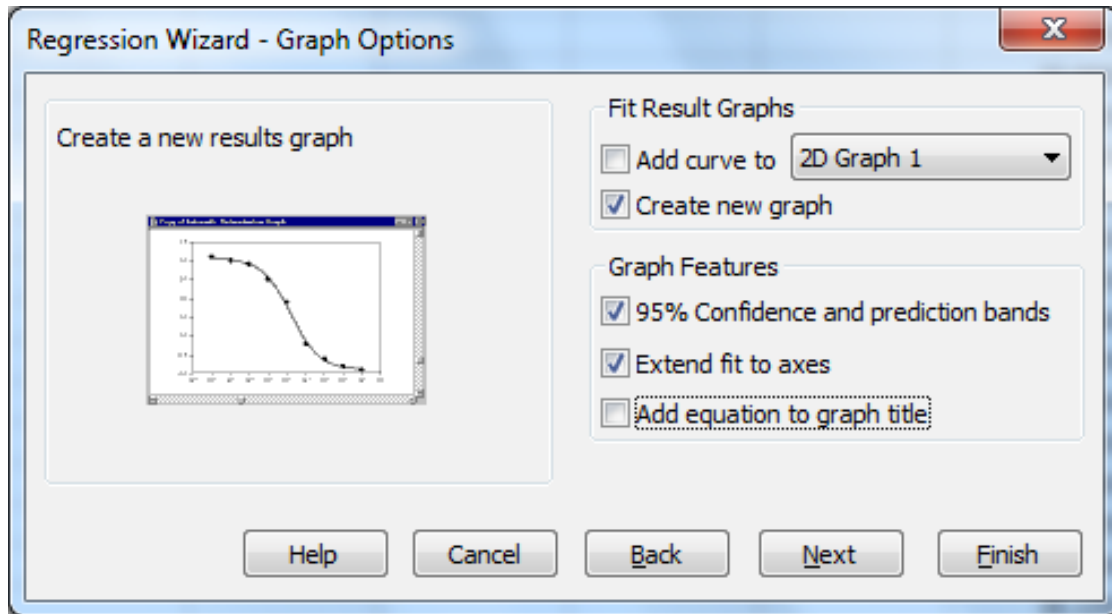 Regression Wizard - Graph Options
Create a new results graph
Fit Result Graphs
Add curve to 2D Graph 1
Create new graph
Graph Features
95% Confidence and prediction bands
Extend fit to axes
Add equation to graph title
Help Cancel Back Next Finish